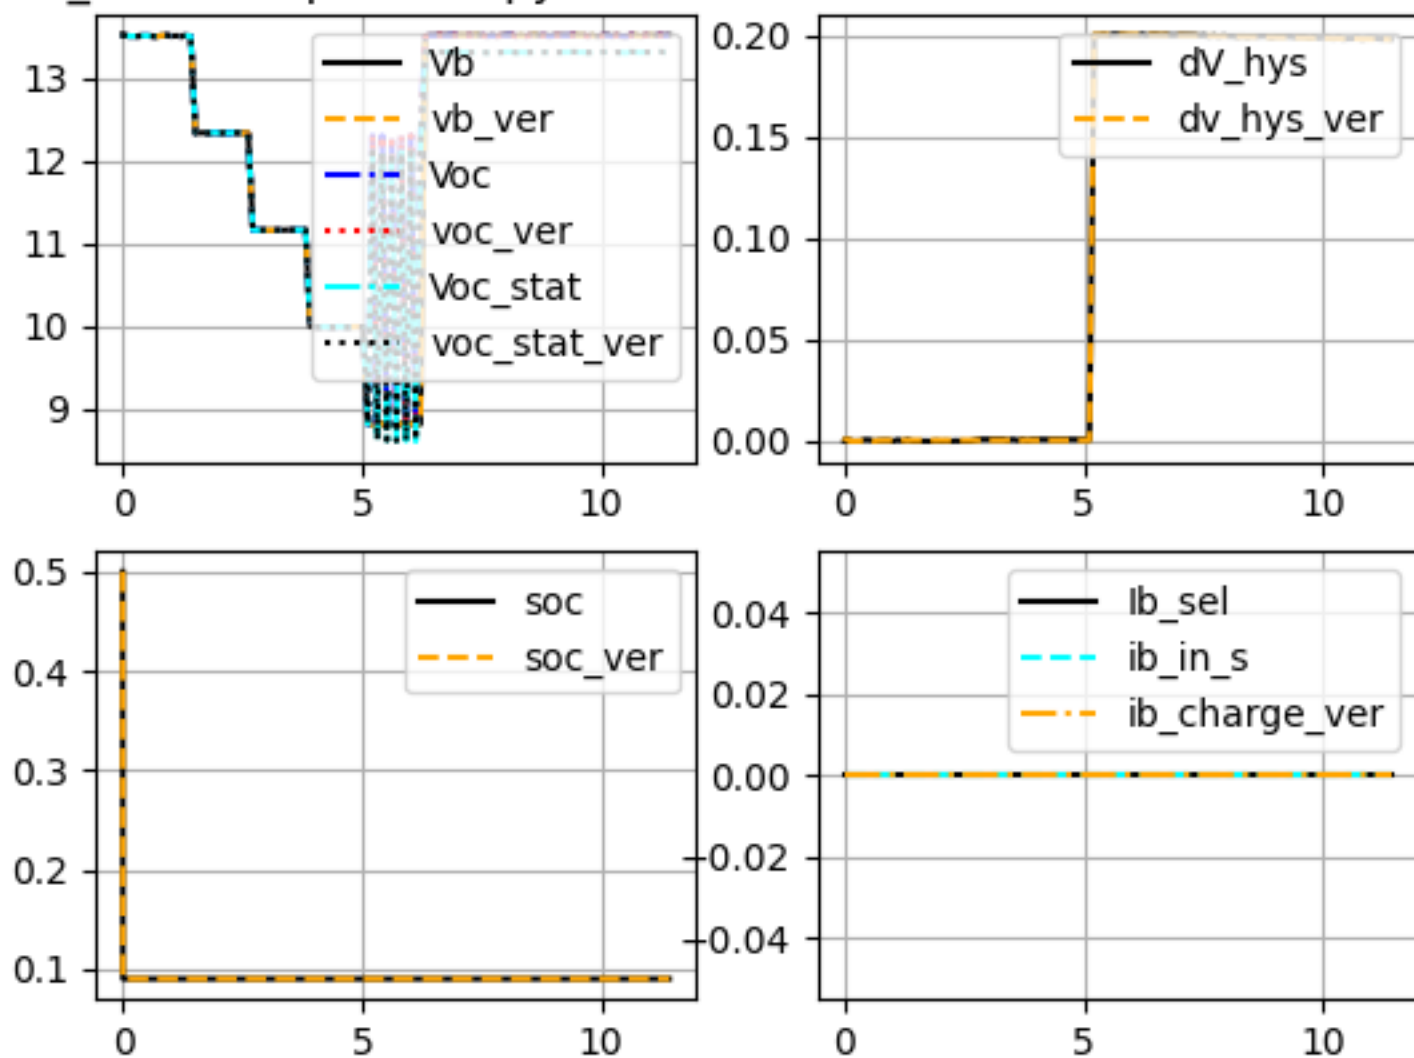 13
12
11
10
9
Vb
vb_ver
Voc
voc_ver
Voc_stat
voc_stat_ver
0 5 10
0.20
0.15
0.10
0.05
0.00
dV_hys
dv_hys_ver
0 5 10
0.5
0.4
0.3
0.2
0.1
soc
soc_ver
0 5 10
0.04
0.02
0.00
−0.02
−0.04
Ib_sel
ib_in_s
ib_charge_ver
0 5 10